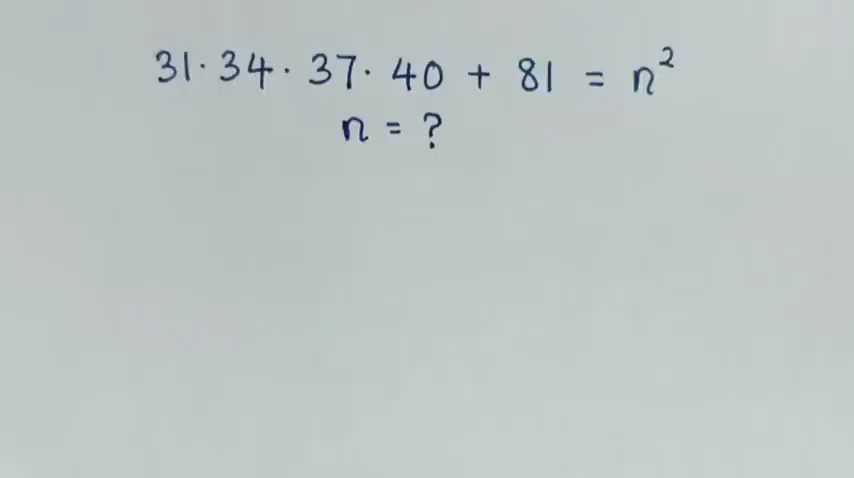 31·34·37·40 + 81 = n²
n = ?